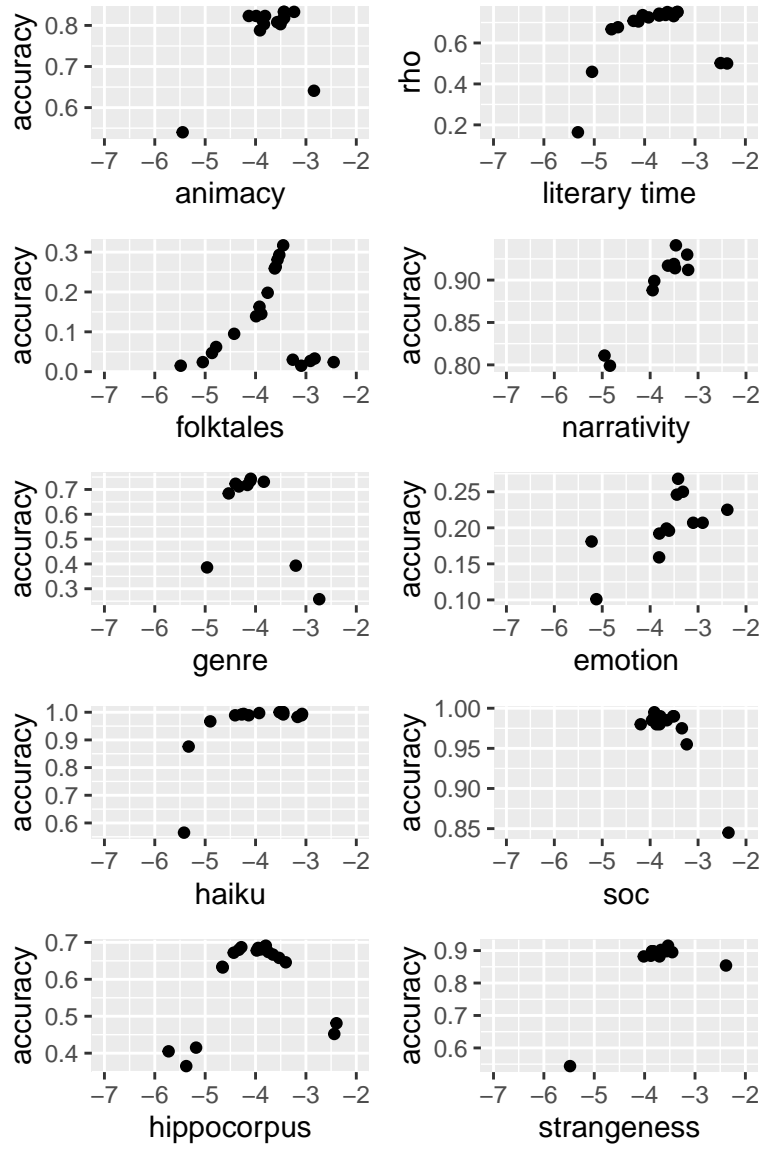 accuracy
0.8
0.7
0.6
−7 −6 −5 −4 −3 −2
animacy
rho
0.6
0.4
0.2
−7 −6 −5 −4 −3 −2
literary time
accuracy
0.3
0.2
0.1
0.0
−7 −6 −5 −4 −3 −2
folktales
accuracy
0.90
0.85
0.80
−7 −6 −5 −4 −3 −2
narrativity
accuracy
0.7
0.6
0.5
0.4
0.3
−7 −6 −5 −4 −3 −2
genre
accuracy
0.25
0.20
0.15
0.10
−7 −6 −5 −4 −3 −2
emotion
accuracy
1.0
0.9
0.8
0.7
0.6
−7 −6 −5 −4 −3 −2
haiku
accuracy
1.00
0.95
0.90
0.85
−7 −6 −5 −4 −3 −2
soc
accuracy
0.7
0.6
0.5
0.4
−7 −6 −5 −4 −3 −2
hippocorpus
accuracy
0.9
0.8
0.7
0.6
−7 −6 −5 −4 −3 −2
strangeness